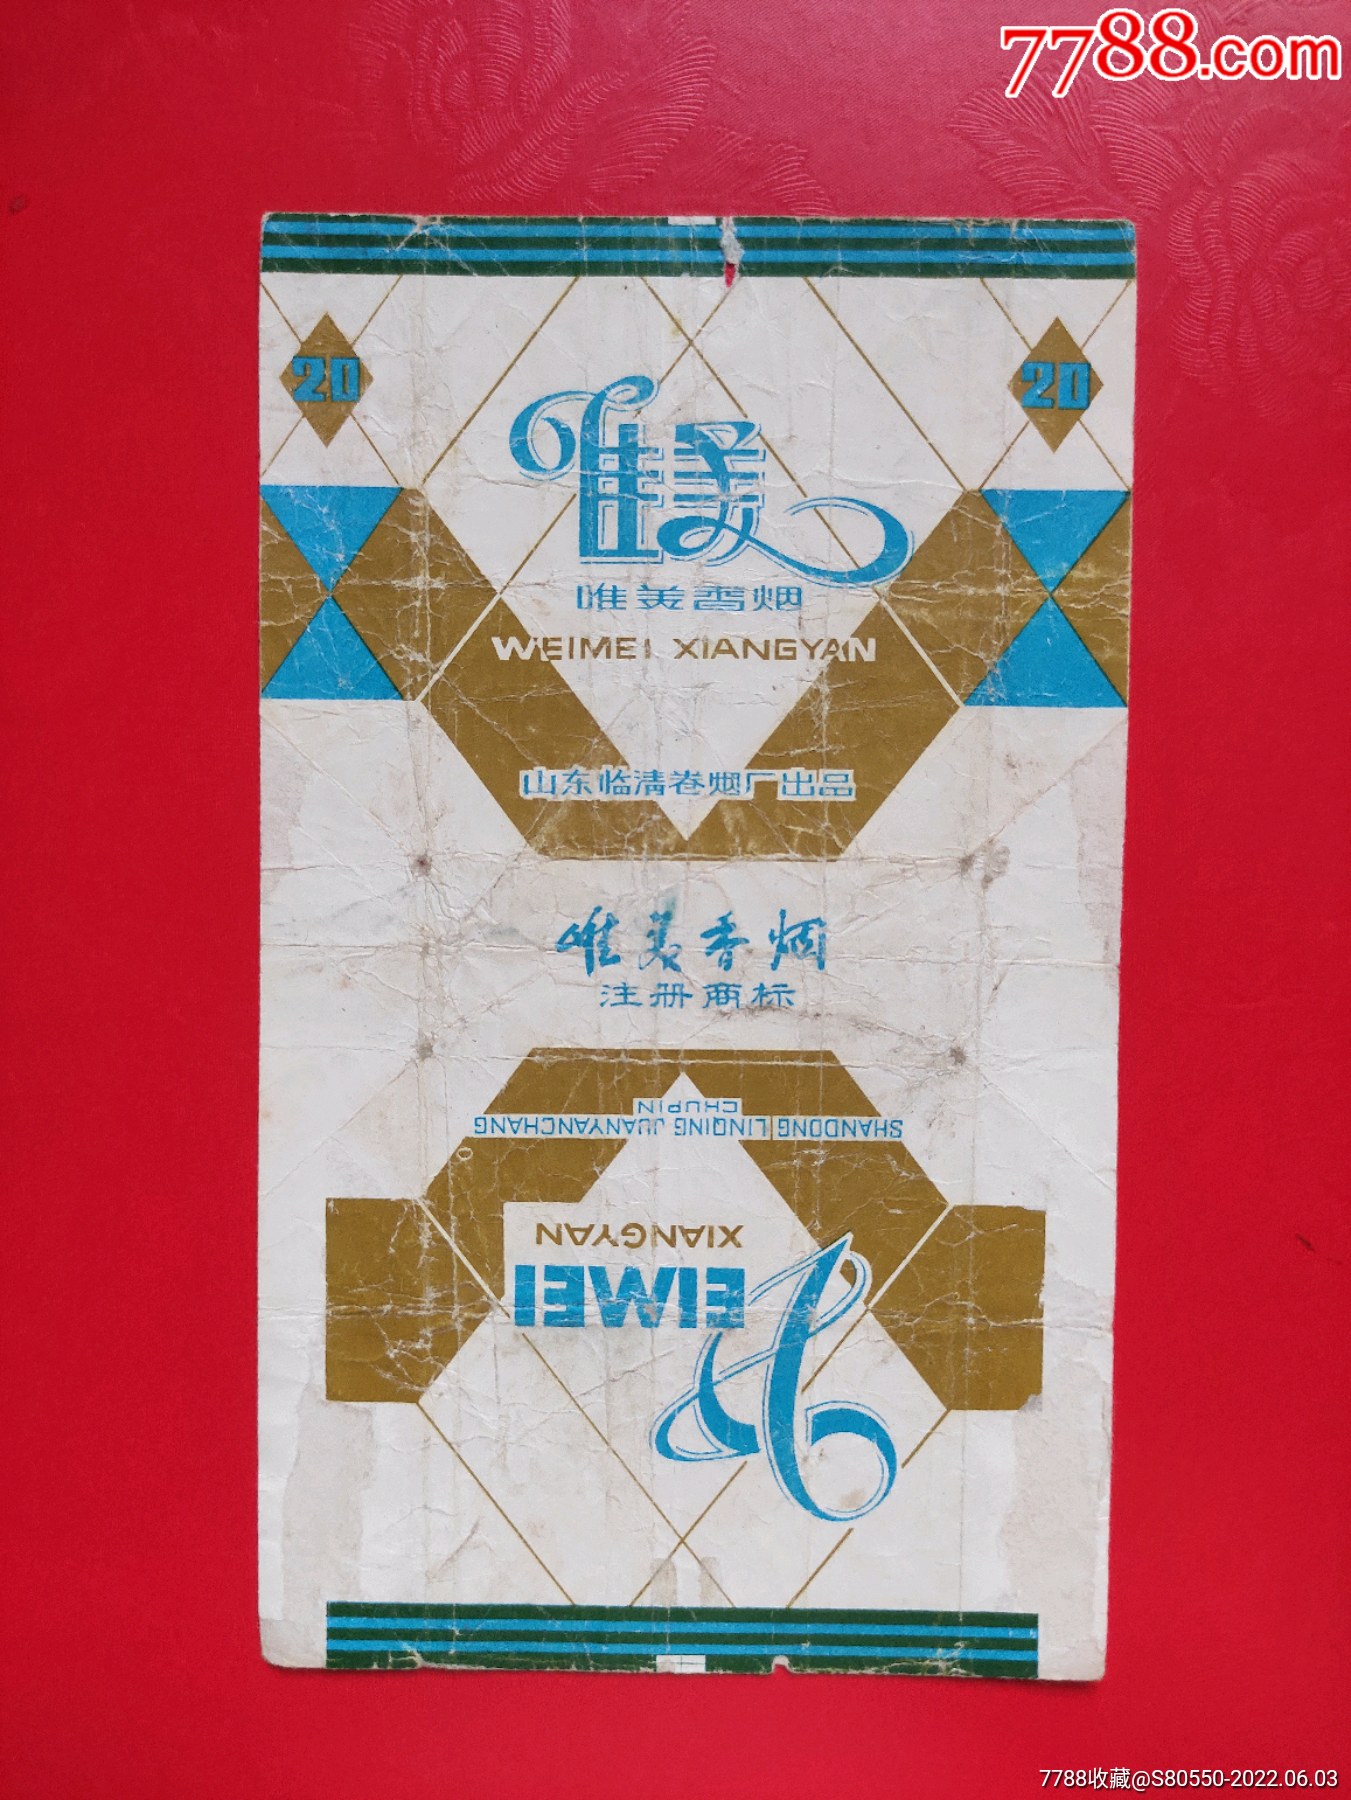 7788.com
20
20
唯美
唯美香烟
WEIMEI XIANGYAN
山东临清卷烟厂出品
唯美香烟
注册商标
SHANDONG LINQING JUANYANCHANG
CHUPIN
XIANGYAN
WEIMEI
7788收藏@S80550-2022.06.03